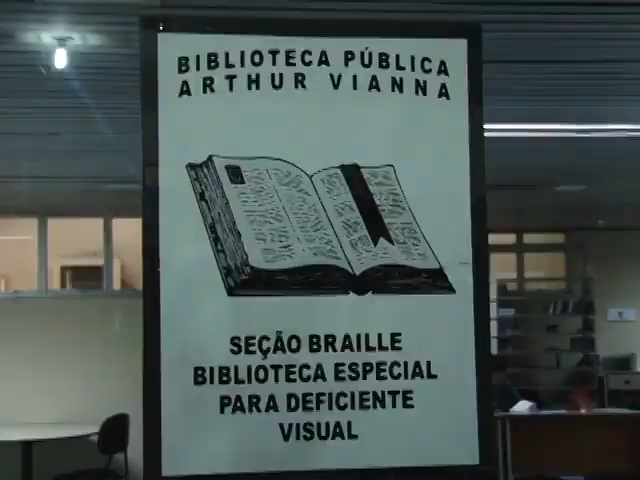 BIBLIOTECA PÚBLICA
ARTHUR VIANNA
SEÇÃO BRAILLE
BIBLIOTECA ESPECIAL
PARA DEFICIENTE
VISUAL